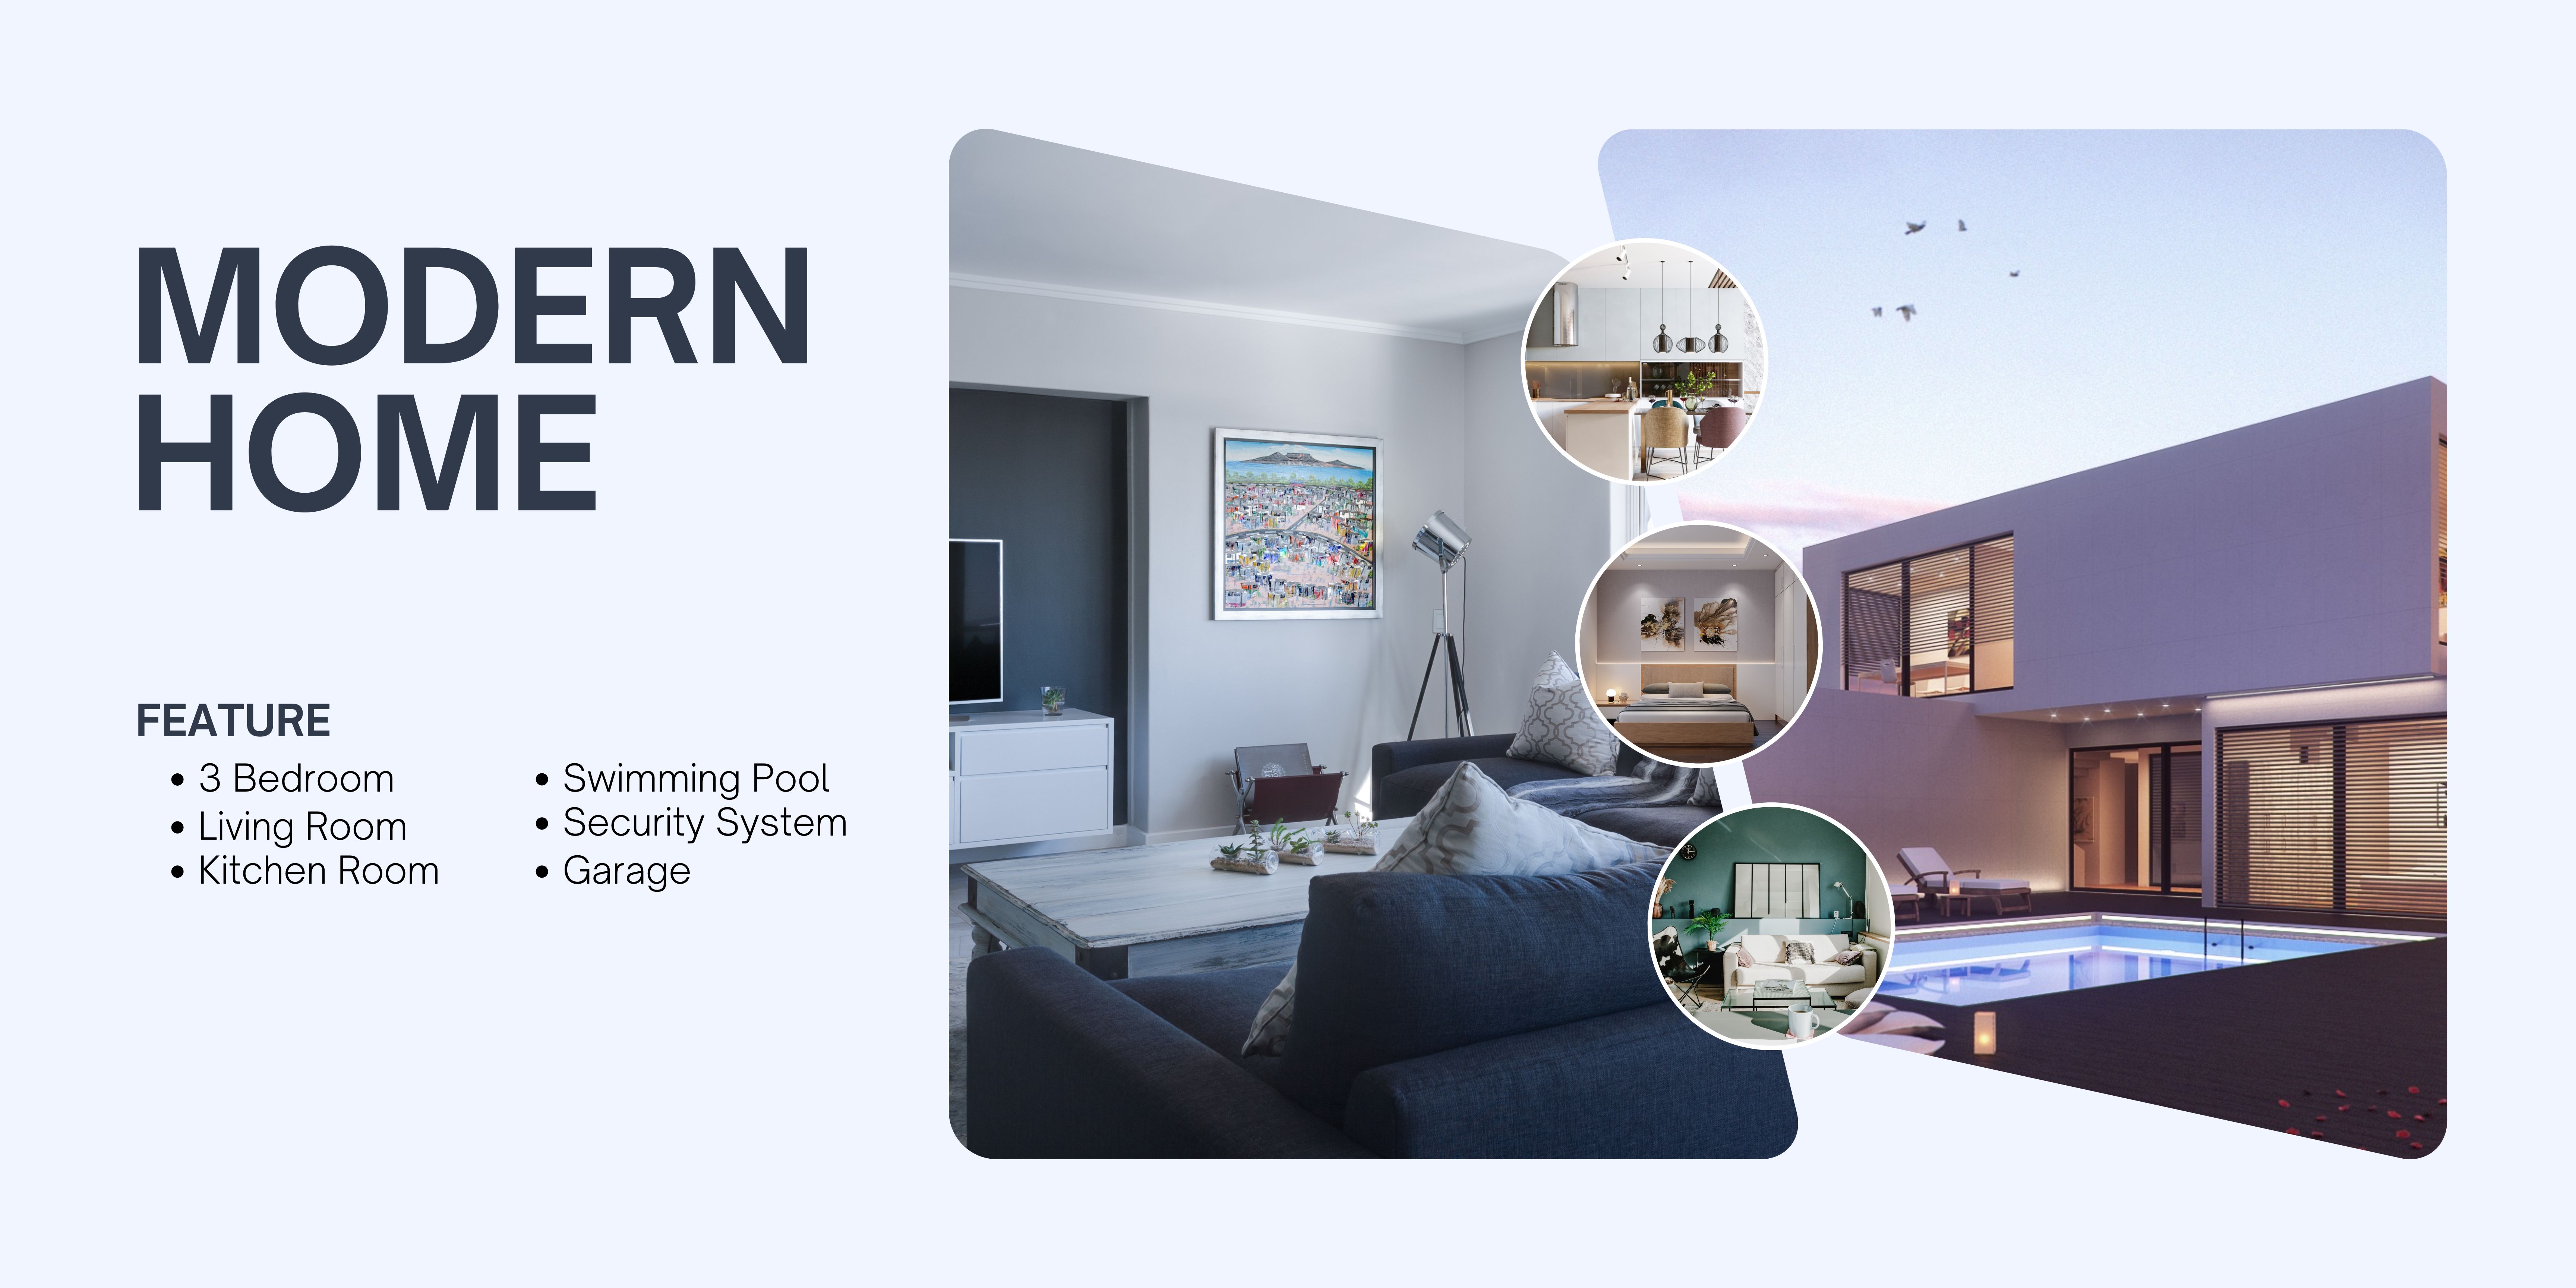 MODERN
HOME
FEATURE
• 3 Bedroom
• Living Room
• Kitchen Room
• Swimming Pool
• Security System
• Garage